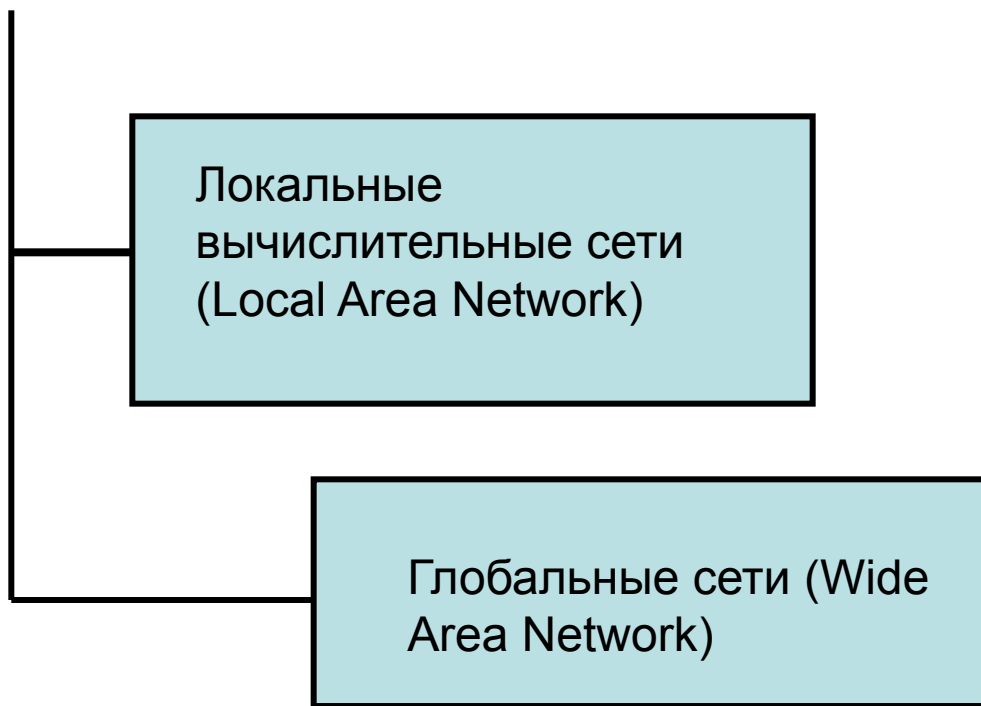 Локальные
вычислительные сети
(Local Area Network)
Глобальные сети (Wide
Area Network)